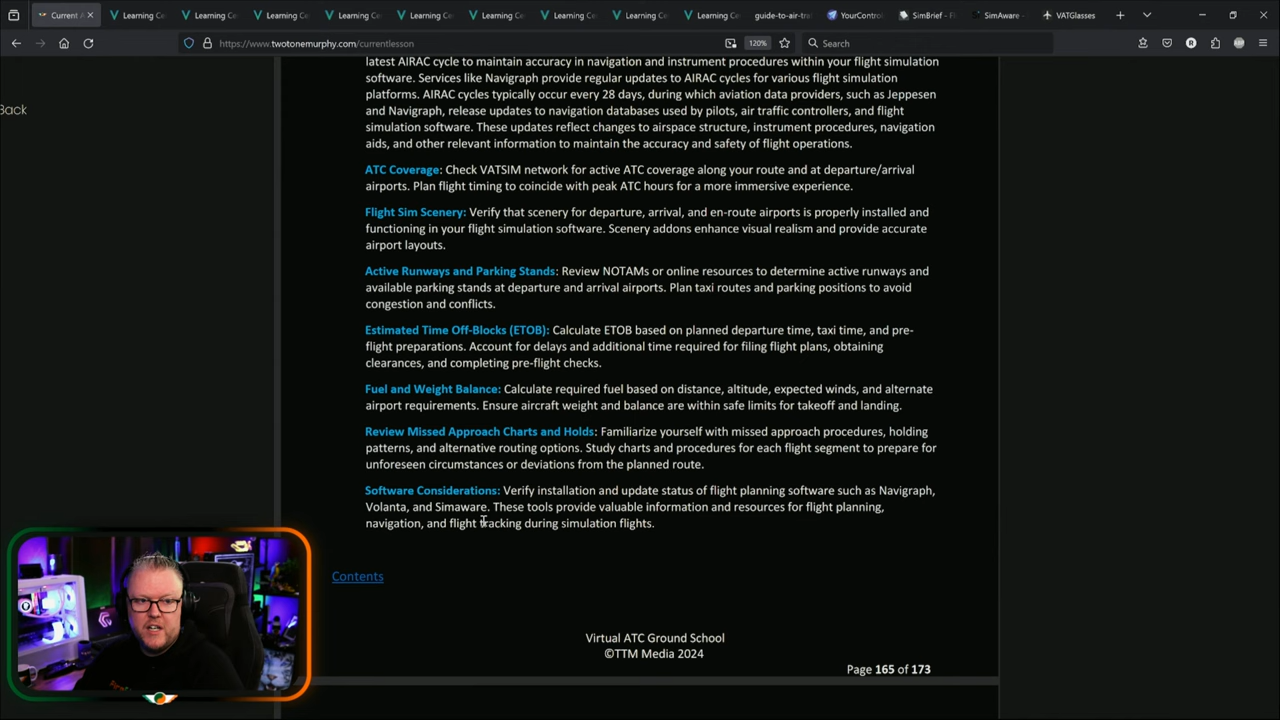 Current A
Learning Ce
Learning Ce
Learning Ce
Learning Ce
Learning Ce
Learning Ce
Learning Ce
Learning Ce
Learning Ce
guide-to-air-tra
YourControl
SimBrief - Fl
SimAware -
VATGlasses
https://www.twotonemurphy.com/currentlesson
120%
Search
Back
latest AIRAC cycle to maintain accuracy in navigation and instrument procedures within your flight simulation
software. Services like Navigraph provide regular updates to AIRAC cycles for various flight simulation
platforms. AIRAC cycles typically occur every 28 days, during which aviation data providers, such as Jeppesen
and Navigraph, release updates to navigation databases used by pilots, air traffic controllers, and flight
simulation software. These updates reflect changes to airspace structure, instrument procedures, navigation
aids, and other relevant information to maintain the accuracy and safety of flight operations.
ATC Coverage: Check VATSIM network for active ATC coverage along your route and at departure/arrival
airports. Plan flight timing to coincide with peak ATC hours for a more immersive experience.
Flight Sim Scenery: Verify that scenery for departure, arrival, and en-route airports is properly installed and
functioning in your flight simulation software. Scenery addons enhance visual realism and provide accurate
airport layouts.
Active Runways and Parking Stands: Review NOTAMs or online resources to determine active runways and
available parking stands at departure and arrival airports. Plan taxi routes and parking positions to avoid
congestion and conflicts.
Estimated Time Off-Blocks (ETOB): Calculate ETOB based on planned departure time, taxi time, and pre-
flight preparations. Account for delays and additional time required for filing flight plans, obtaining
clearances, and completing pre-flight checks.
Fuel and Weight Balance: Calculate required fuel based on distance, altitude, expected winds, and alternate
airport requirements. Ensure aircraft weight and balance are within safe limits for takeoff and landing.
Review Missed Approach Charts and Holds: Familiarize yourself with missed approach procedures, holding
patterns, and alternative routing options. Study charts and procedures for each flight segment to prepare for
unforeseen circumstances or deviations from the planned route.
Software Considerations: Verify installation and update status of flight planning software such as Navigraph,
Volanta, and Simaware. These tools provide valuable information and resources for flight planning,
navigation, and flight tracking during simulation flights.
Contents
Virtual ATC Ground School
©TTM Media 2024
Page 165 of 173